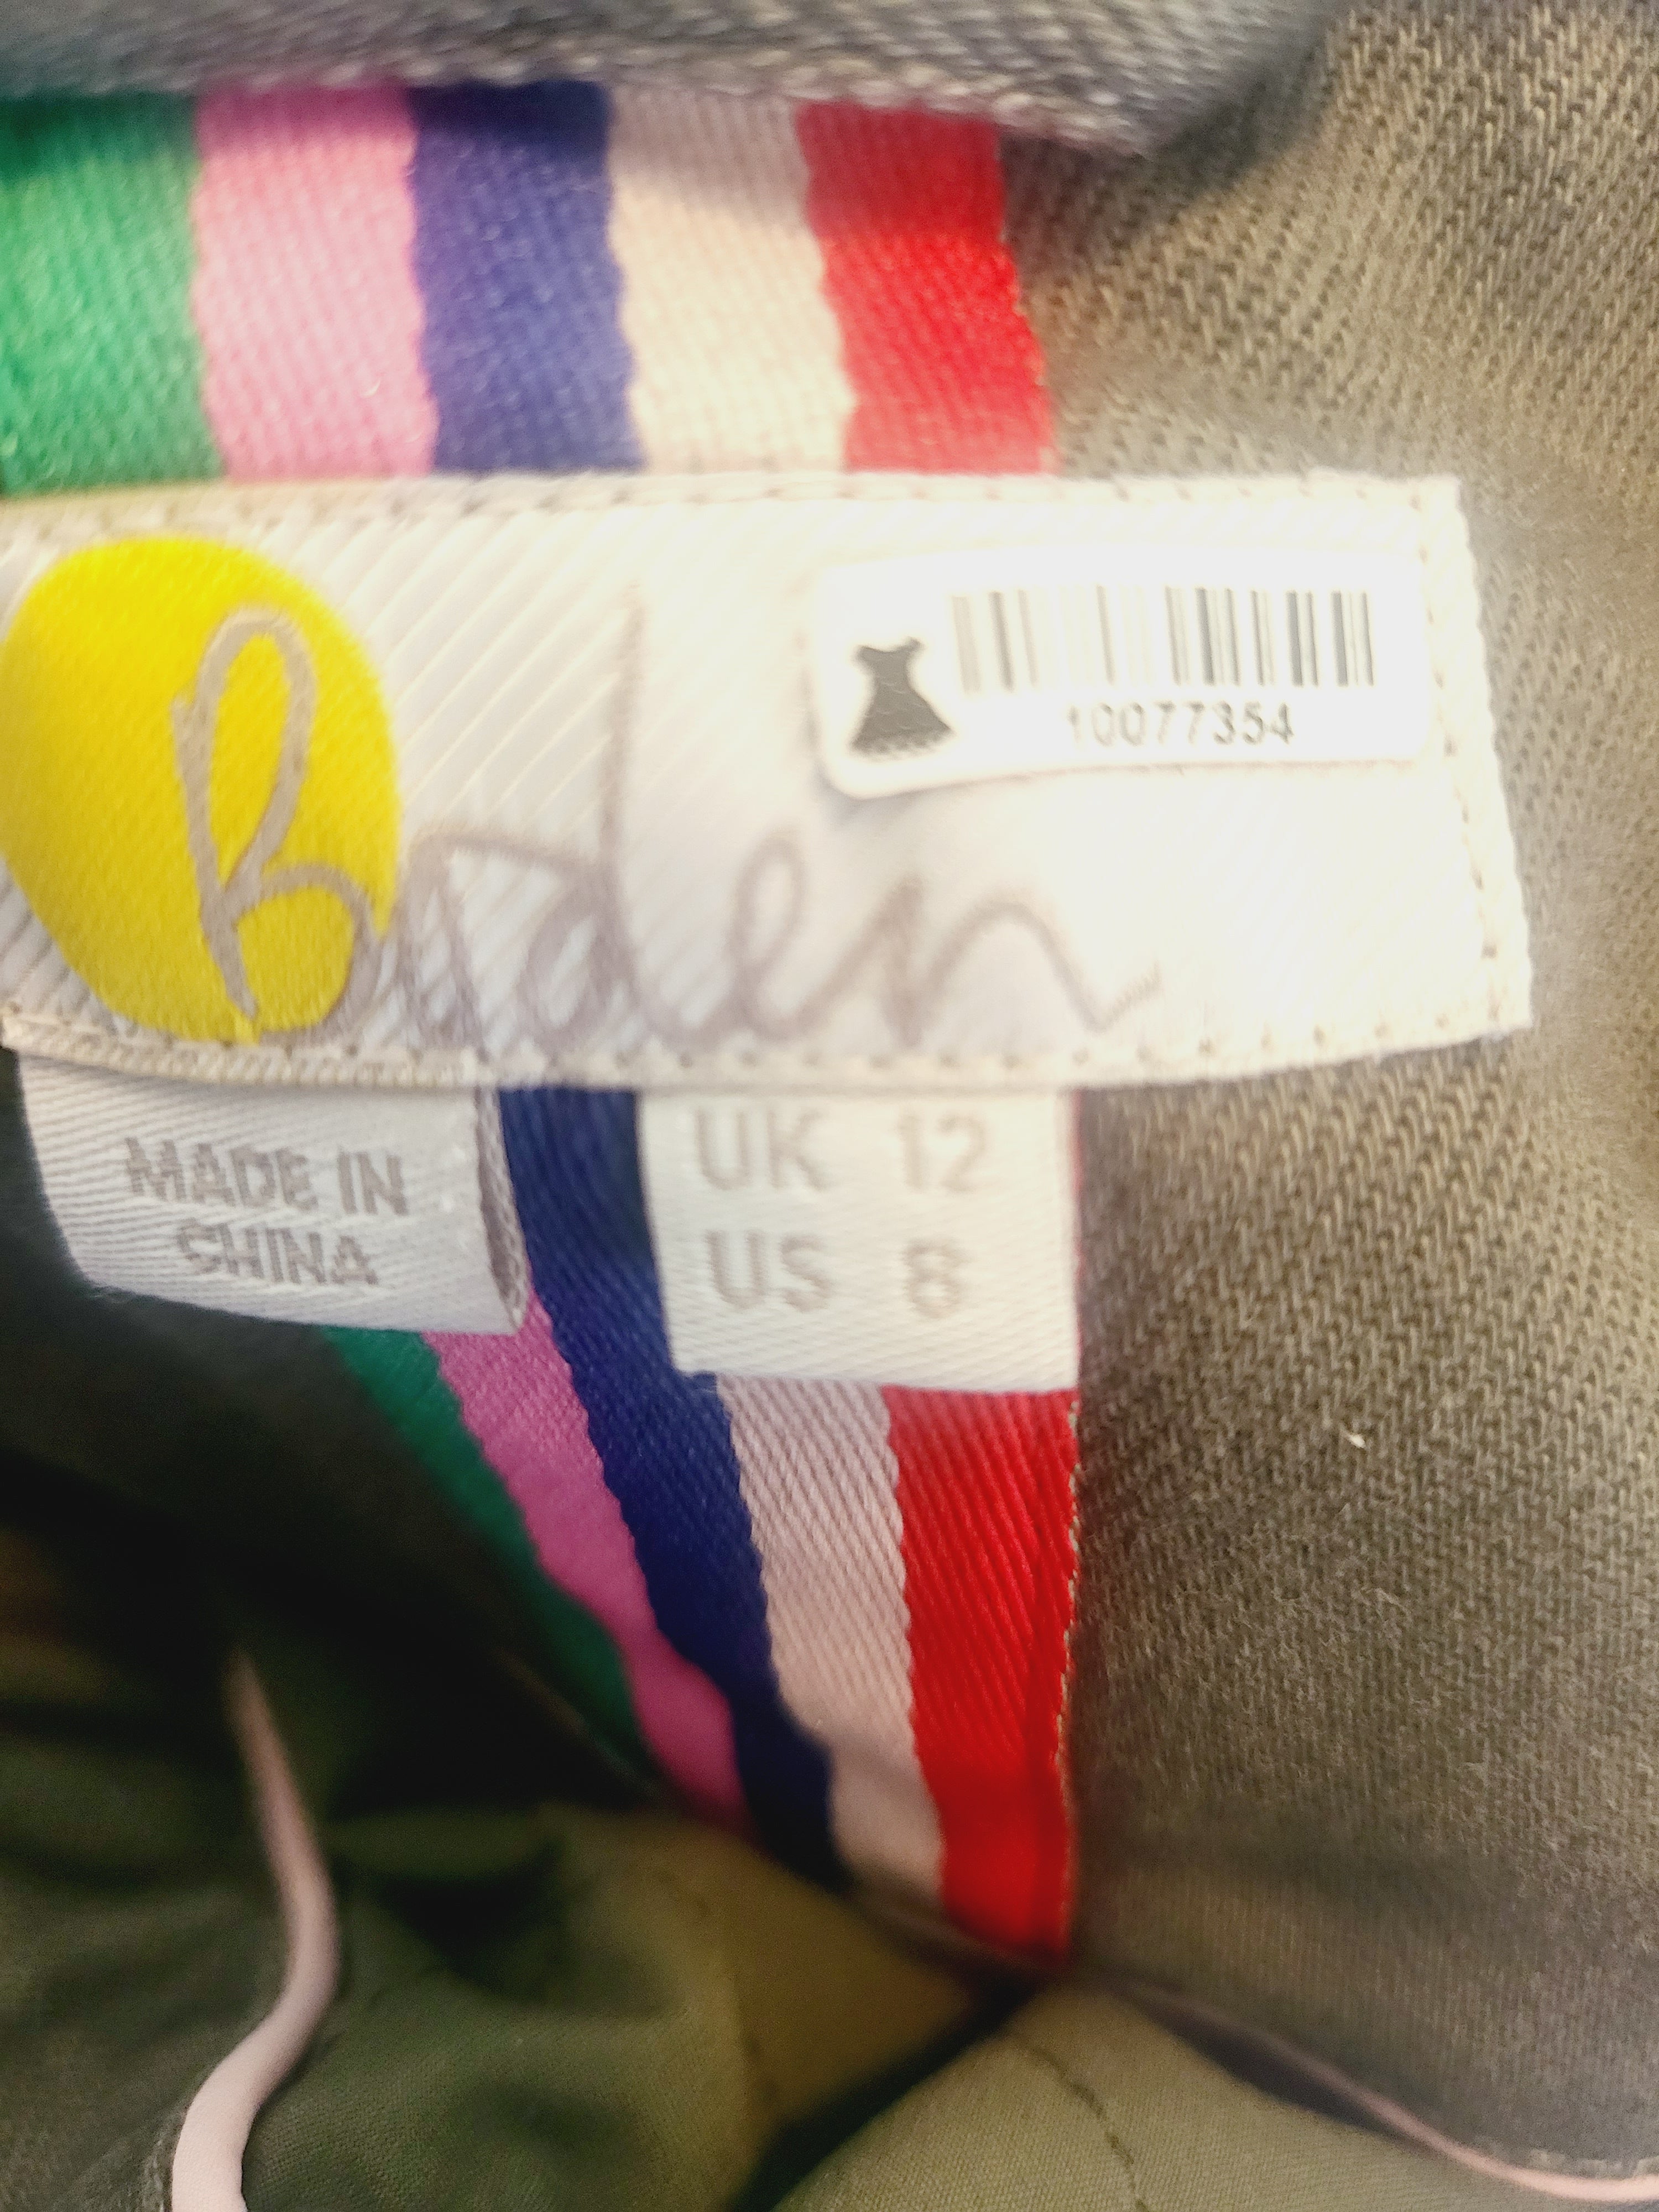 10077354
boden
MADE IN
CHINA
UK 12
US 8